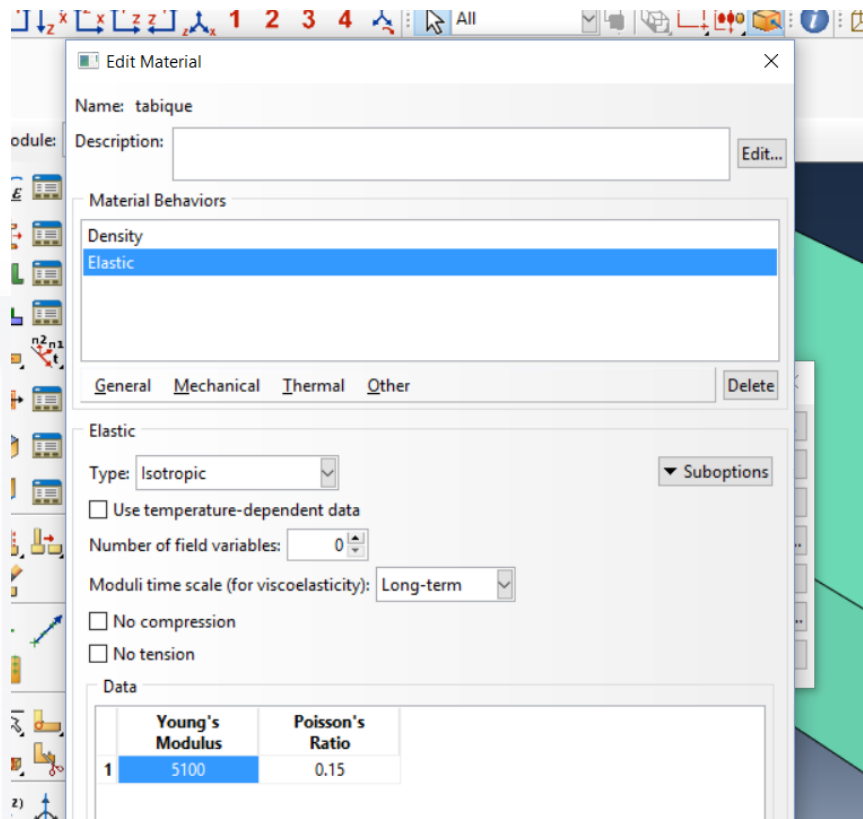 z x x z z z 1 2 3 4 All
Edit Material
Name: tabique
odule:
Description:
Edit...
Material Behaviors
Density
Elastic
n2 n1
t
General Mechanical Thermal Other Delete
Elastic
Type: Isotropic Suboptions
Use temperature-dependent data
Number of field variables: 0
Moduli time scale (for viscoelasticity): Long-term
No compression
No tension
Data
Young's Modulus
Poisson's Ratio
1 5100 0.15